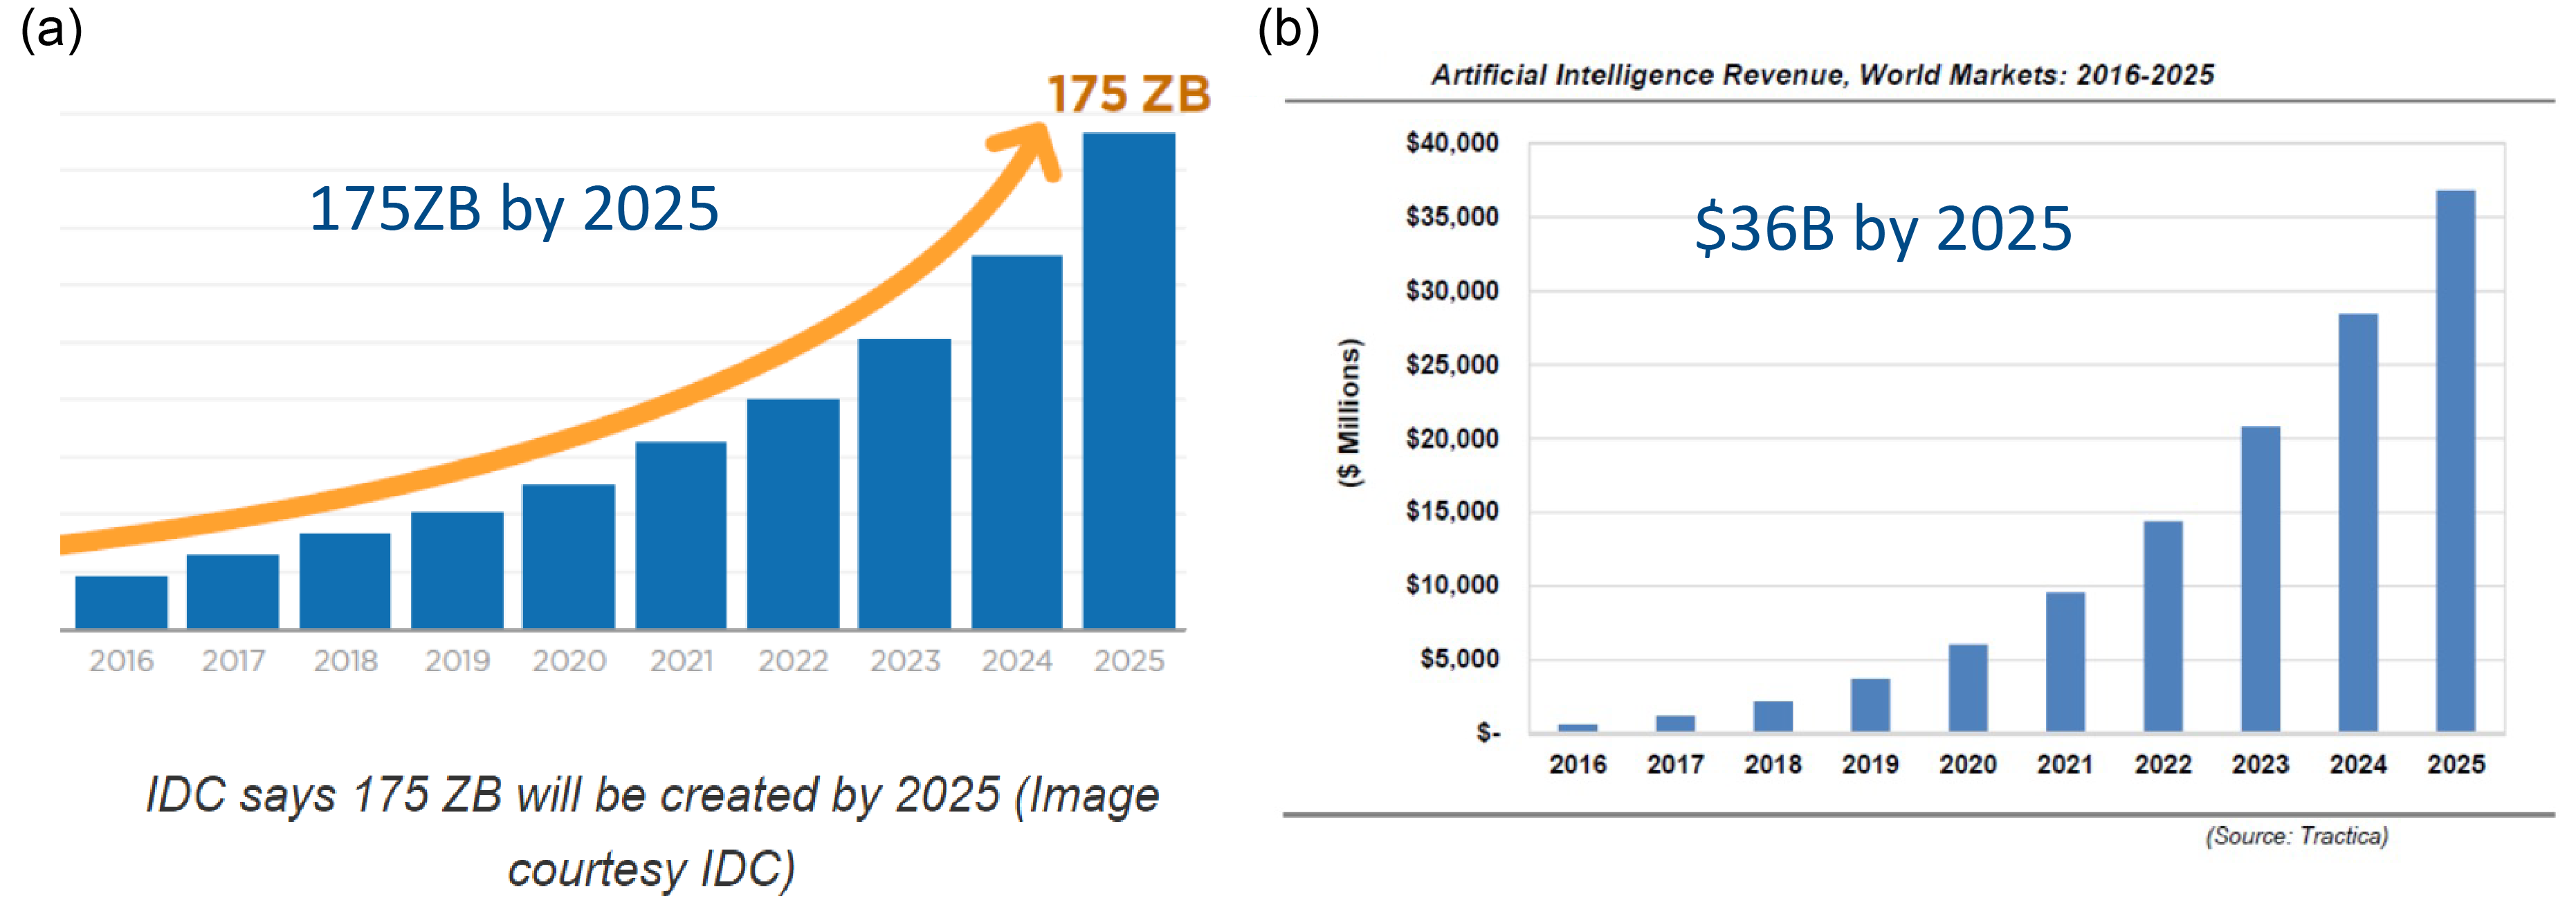 (a)
175 ZB
175ZB by 2025
2016 2017 2018 2019 2020 2021 2022 2023 2024 2025
IDC says 175 ZB will be created by 2025 (Image
courtesy IDC)
(b)
Artificial Intelligence Revenue, World Markets: 2016-2025
$36B by 2025
($ Millions)
$40,000
$35,000
$30,000
$25,000
$20,000
$15,000
$10,000
$5,000
$-
2016 2017 2018 2019 2020 2021 2022 2023 2024 2025
(Source: Tractica)